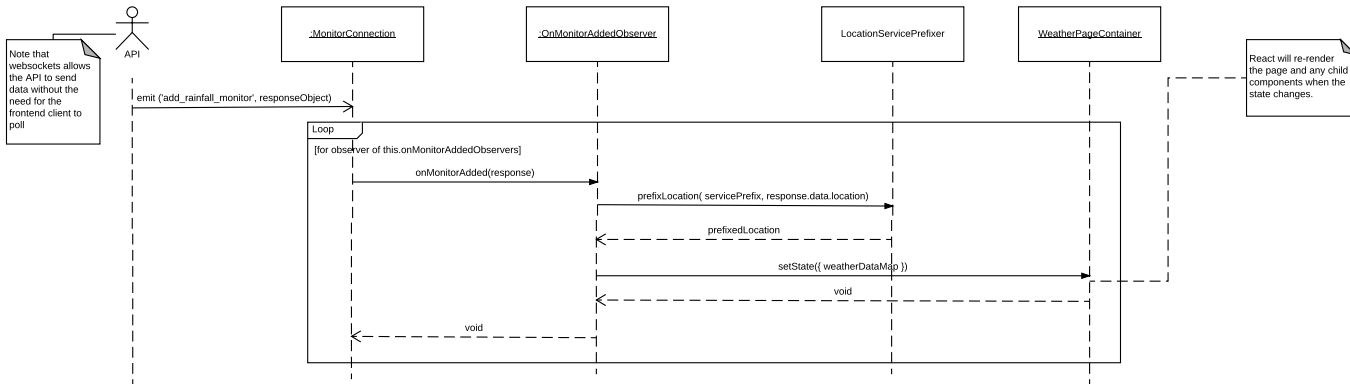 :MonitorConnection
:OnMonitorAddedObserver
LocationServicePrefixer
WeatherPageContainer
API
Note that
websockets allows
the API to send
data without the
need for the
frontend client to
poll
React will re-render
the page and any child
components when the
state changes.
emit ('add_rainfall_monitor', responseObject)
Loop
[for observer of this.onMonitorAddedObservers]
onMonitorAdded(response)
prefixLocation( servicePrefix, response.data.location)
prefixedLocation
setState({ weatherDataMap })
void
void